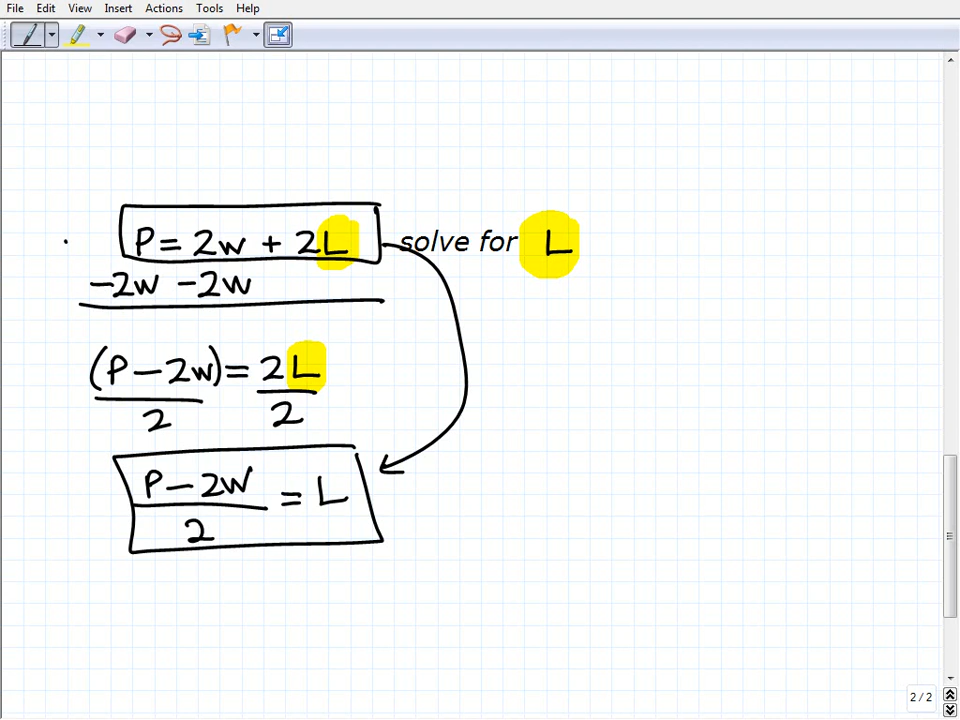 File Edit View Insert Actions Tools Help
P = 2w + 2L solve for L
-2w -2w
(P - 2w) = 2L
2 2
P - 2w = L
2
2 / 2